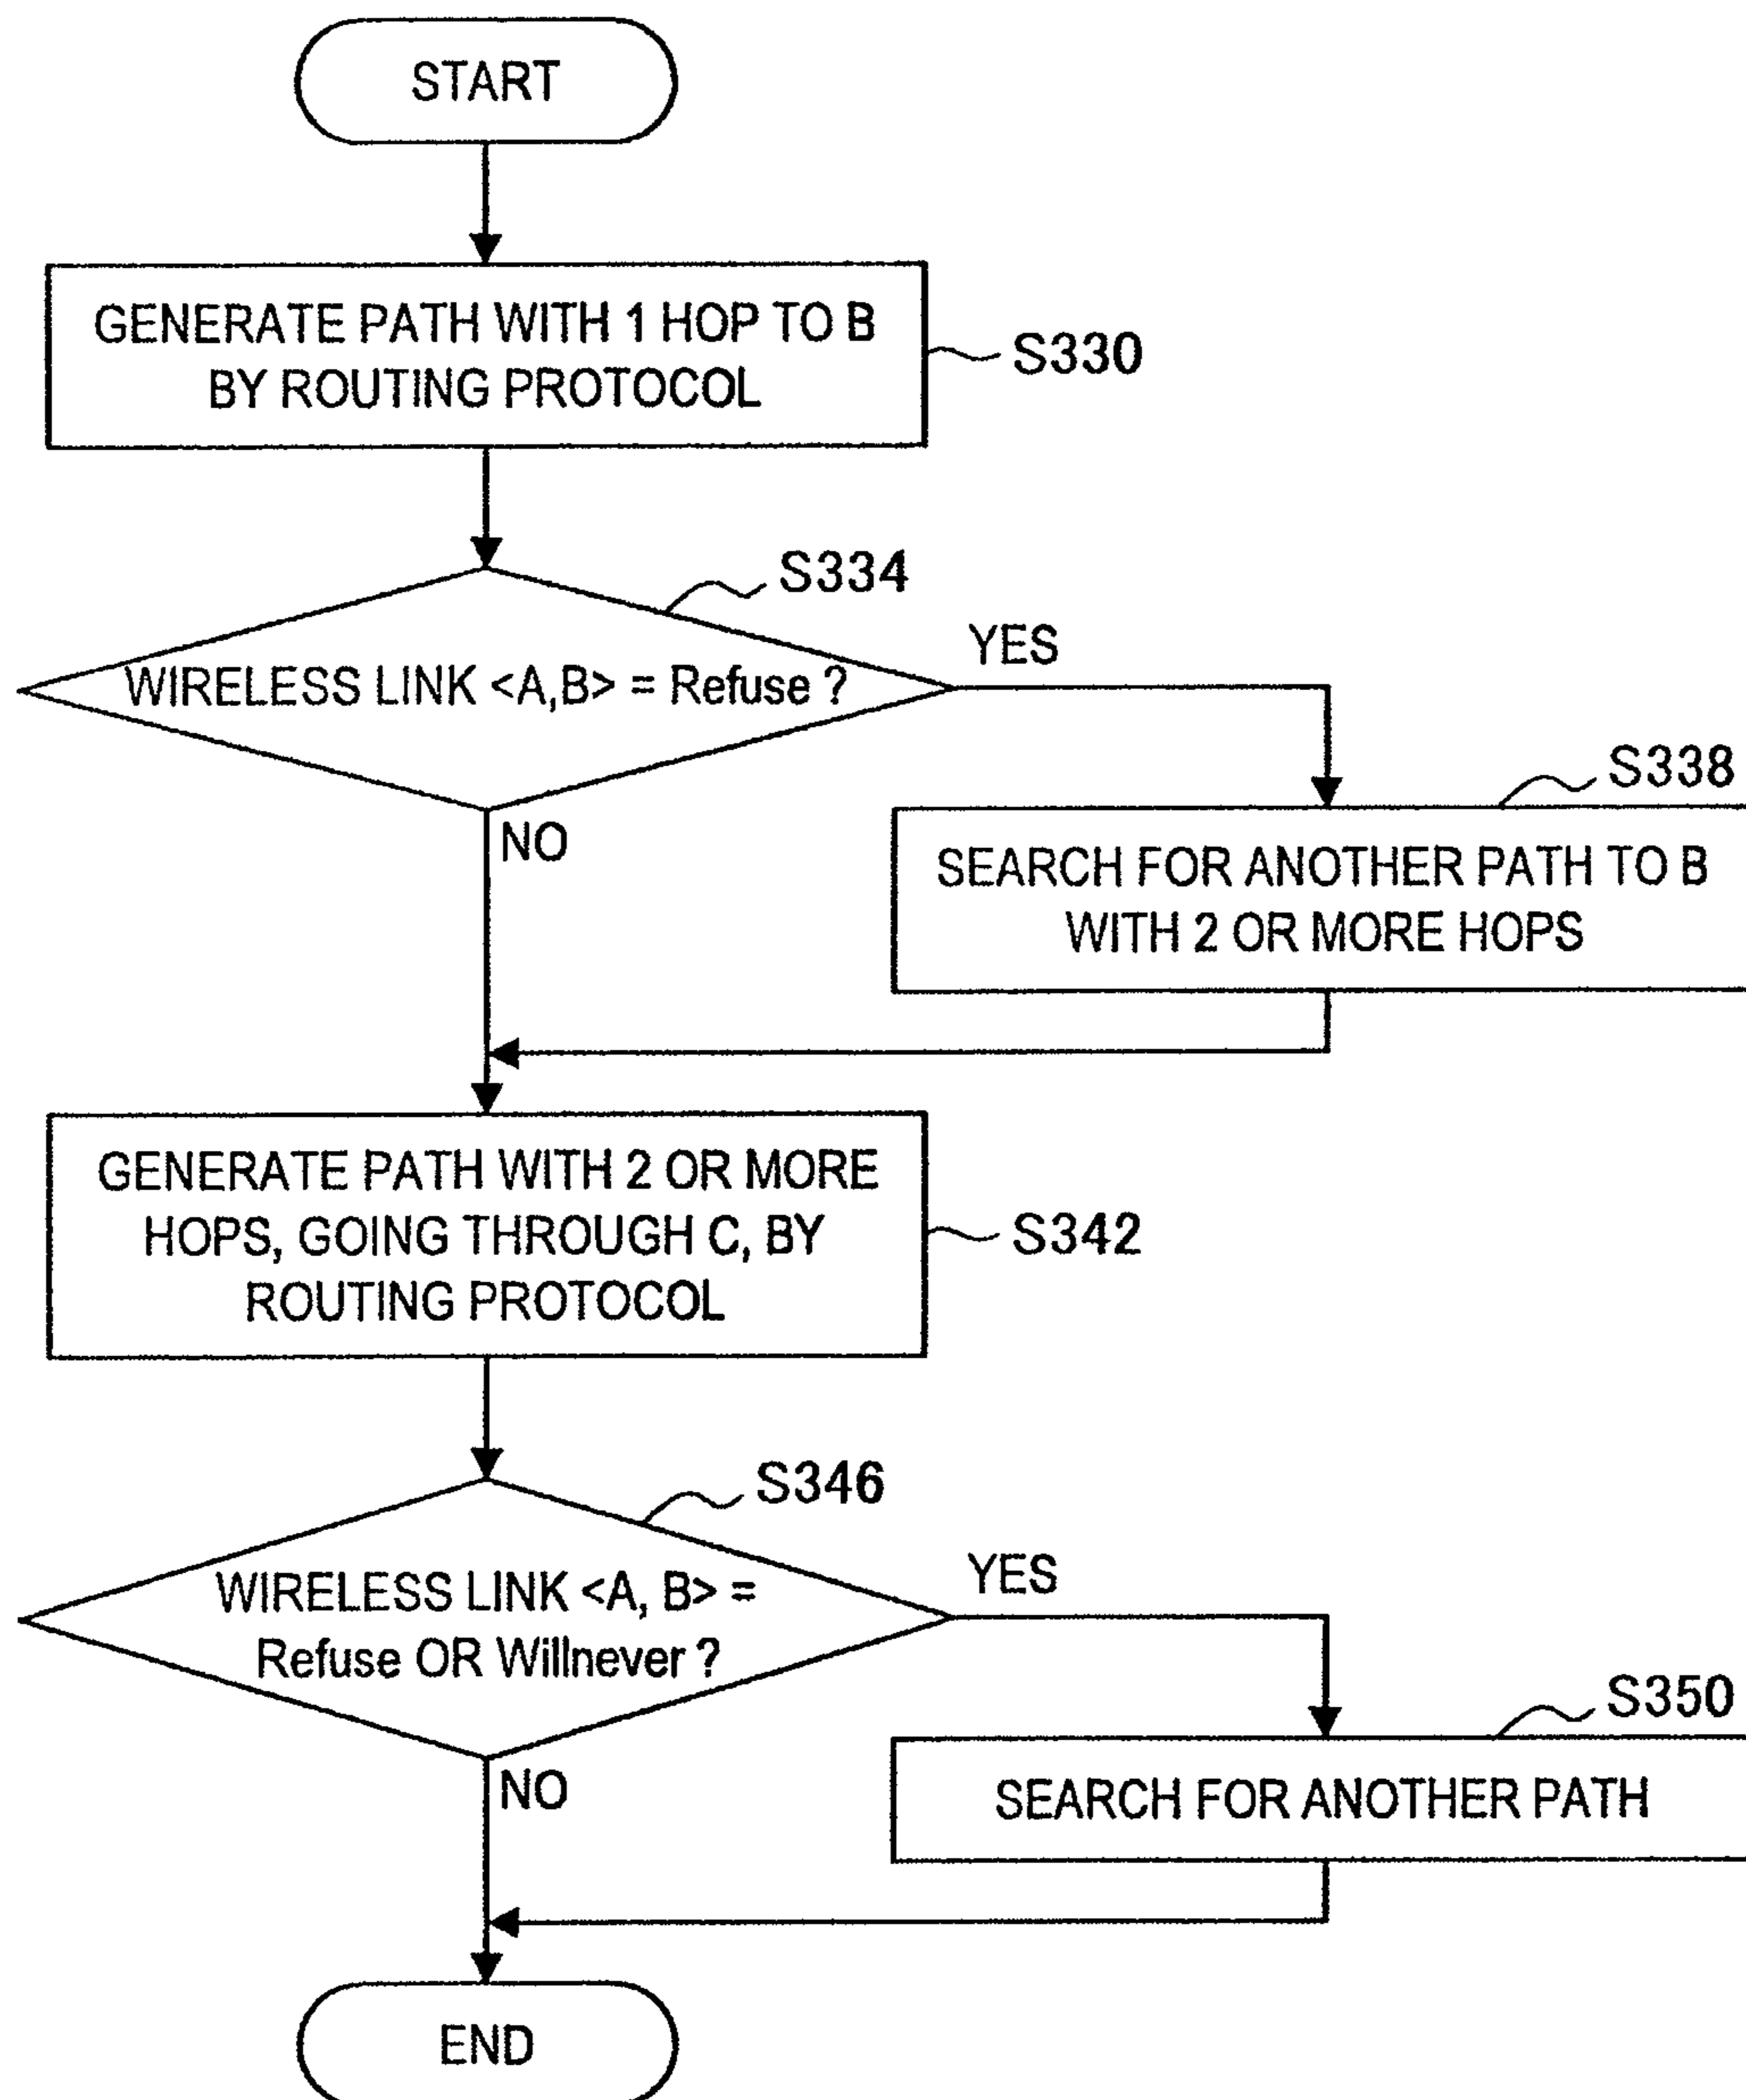 START
GENERATE PATH WITH 1 HOP TO B
BY ROUTING PROTOCOL
S330
S334
WIRELESS LINK <A,B> = Refuse ?
YES
NO
S338
SEARCH FOR ANOTHER PATH TO B
WITH 2 OR MORE HOPS
GENERATE PATH WITH 2 OR MORE
HOPS, GOING THROUGH C, BY
ROUTING PROTOCOL
S342
S346
WIRELESS LINK <A, B> =
Refuse OR Willnever ?
YES
NO
S350
SEARCH FOR ANOTHER PATH
END